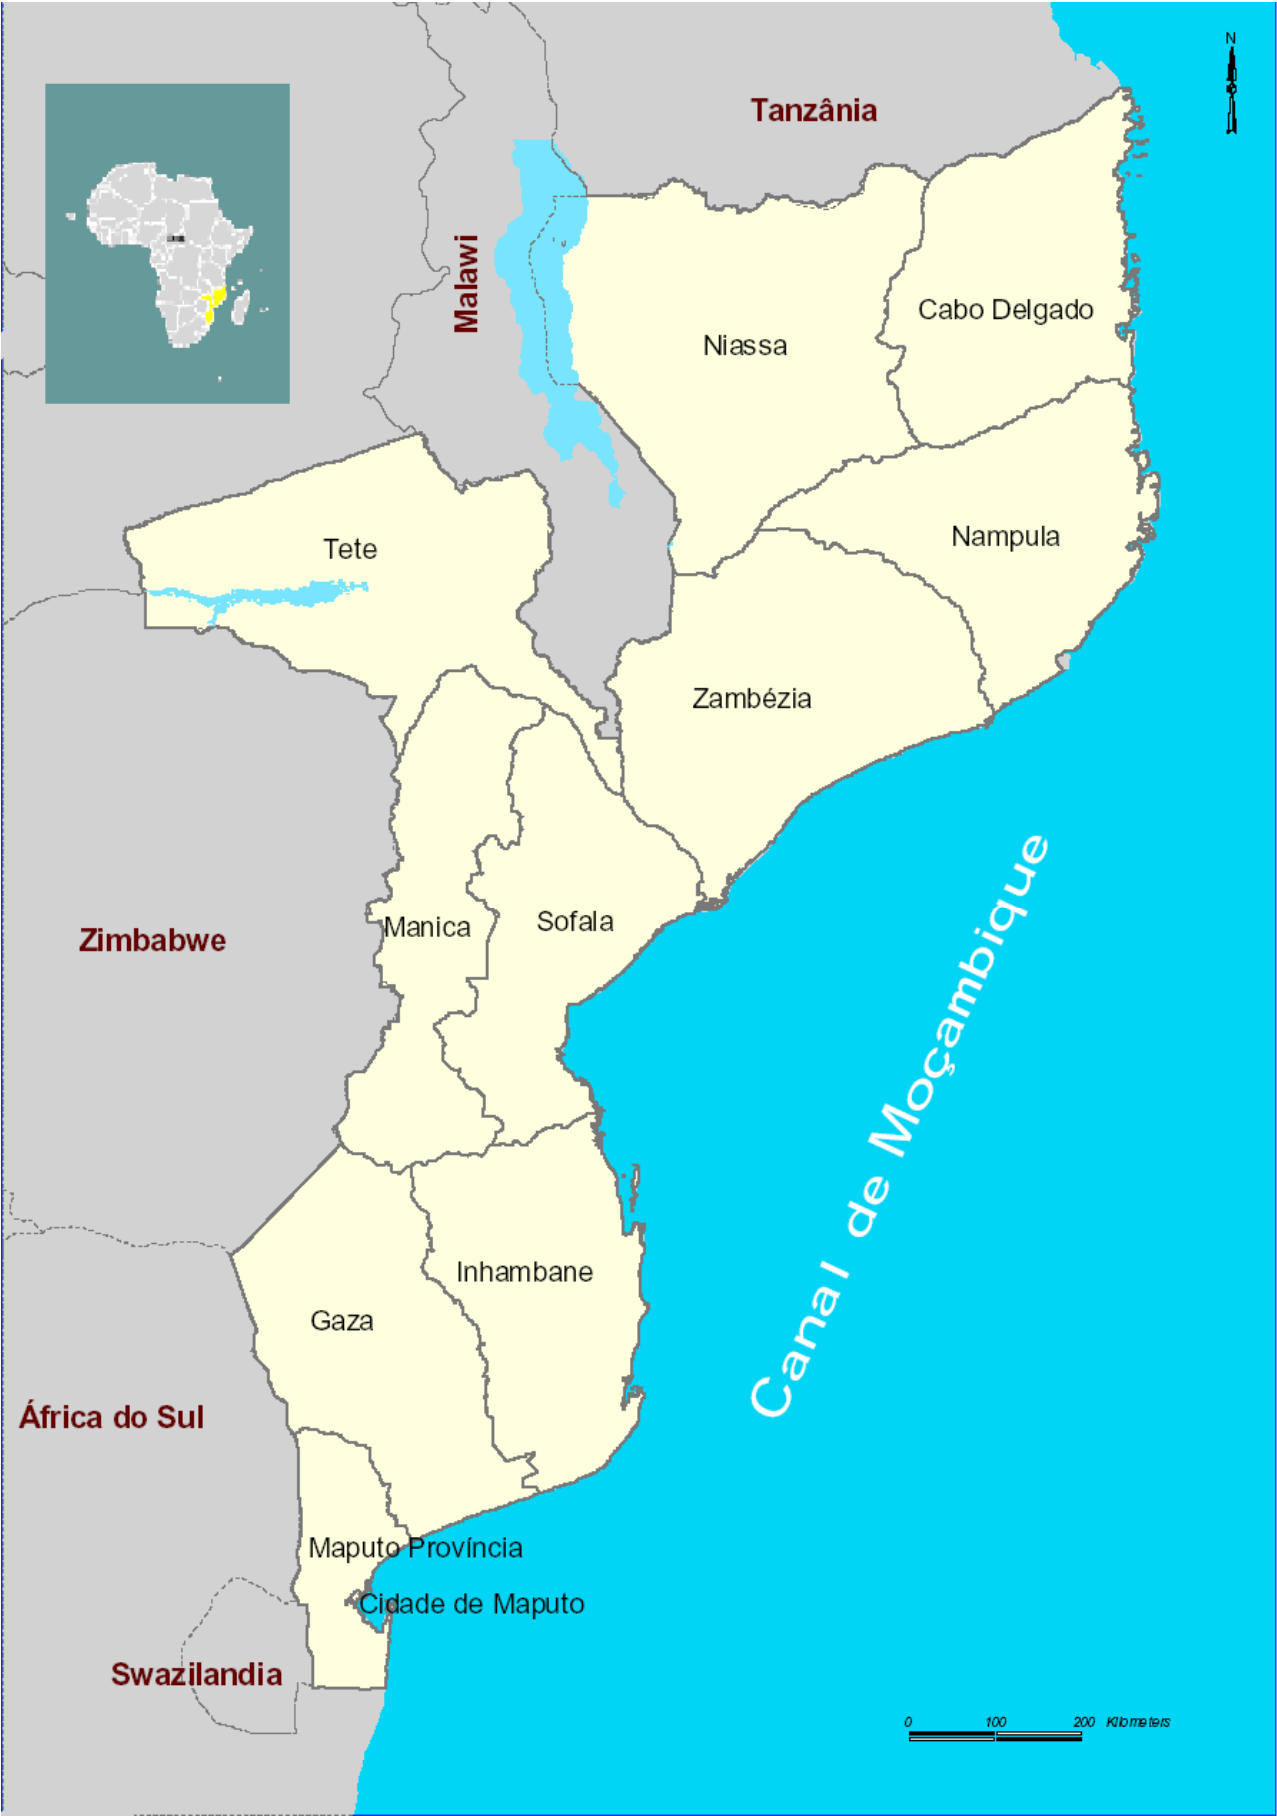 N
Tanzânia
Malawi
Cabo Delgado
Niassa
Nampula
Tete
Zambézia
Manica
Sofala
Zimbabwe
Canal de Moçambique
Inhambane
Gaza
África do Sul
Maputo Província
Cidade de Maputo
Swazilandia
0 100 200 Kilometers